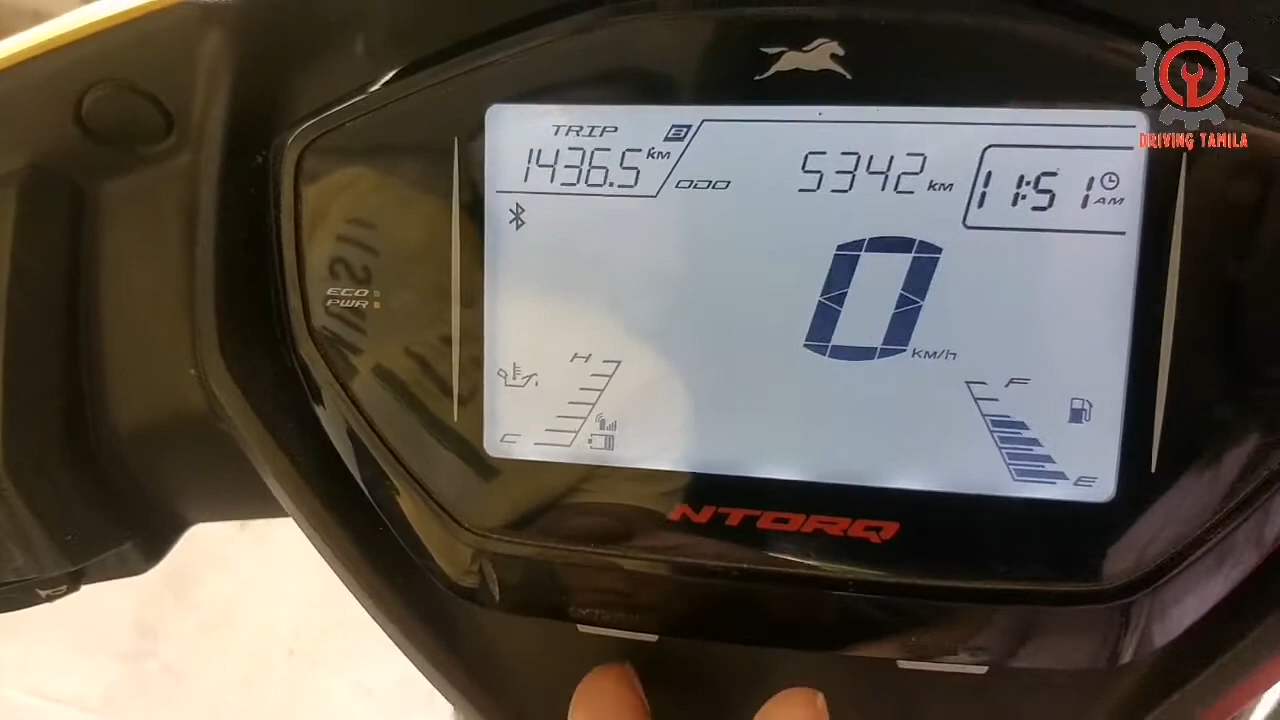 TRIP B
1436.5 KM
ODO 5342 KM
11:51 AM
ECO
PWR
0 KM/H
H
C
F
E
NTORQ
DRIVING TAMILA